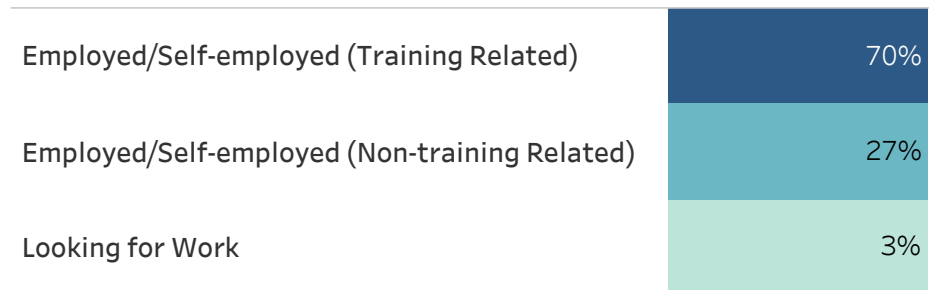 Employed/Self-employed (Training Related) 70%
Employed/Self-employed (Non-training Related) 27%
Looking for Work 3%